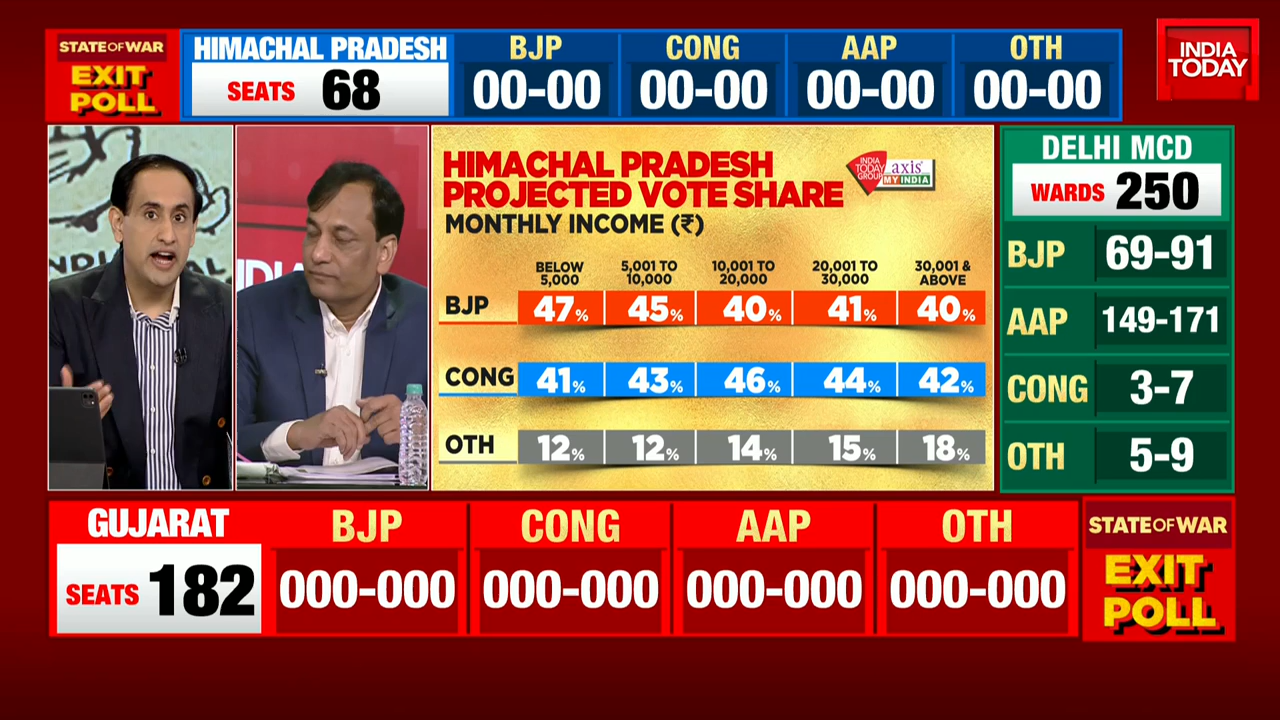 STATE OF WAR
EXIT
POLL
HIMACHAL PRADESH
SEATS 68
BJP
00-00
CONG
00-00
AAP
00-00
OTH
00-00
INDIA
TODAY
HIMACHAL PRADESH
PROJECTED VOTE SHARE
MONTHLY INCOME (₹)
INDIA
TODAY
GROUP
axis
MY INDIA
BELOW 5,000 5,001 TO 10,000 10,001 TO 20,000 20,001 TO 30,000 30,001 & ABOVE
BJP 47% 45% 40% 41% 40%
CONG 41% 43% 46% 44% 42%
OTH 12% 12% 14% 15% 18%
DELHI MCD
WARDS 250
BJP 69-91
AAP 149-171
CONG 3-7
OTH 5-9
GUJARAT
SEATS 182
BJP
000-000
CONG
000-000
AAP
000-000
OTH
000-000
STATE OF WAR
EXIT
POLL